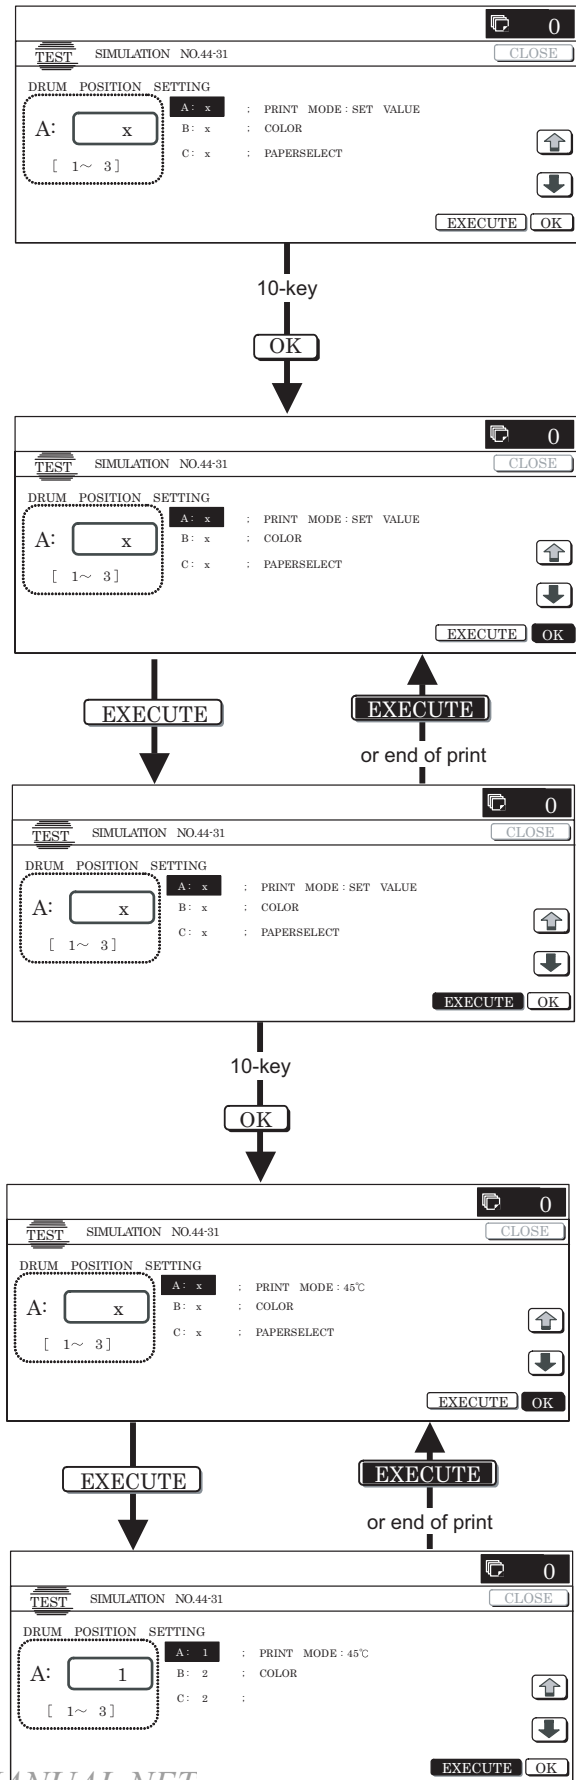 0
TEST SIMULATION NO.44-31 CLOSE
DRUM POSITION SETTING
A: x ; PRINT MODE : SET VALUE
A: x B: x ; COLOR
[ 1~ 3] C: x ; PAPERSELECT
EXECUTE OK
10-key
OK
0
TEST SIMULATION NO.44-31 CLOSE
DRUM POSITION SETTING
A: x ; PRINT MODE : SET VALUE
A: x B: x ; COLOR
[ 1~ 3] C: x ; PAPERSELECT
EXECUTE OK
EXECUTE EXECUTE
or end of print
0
TEST SIMULATION NO.44-31 CLOSE
DRUM POSITION SETTING
A: x ; PRINT MODE : SET VALUE
A: x B: x ; COLOR
[ 1~ 3] C: x ; PAPERSELECT
EXECUTE OK
10-key
OK
0
TEST SIMULATION NO.44-31 CLOSE
DRUM POSITION SETTING
A: x ; PRINT MODE : 45℃
A: x B: x ; COLOR
[ 1~ 3] C: x ; PAPERSELECT
EXECUTE OK
EXECUTE EXECUTE
or end of print
0
TEST SIMULATION NO.44-31 CLOSE
DRUM POSITION SETTING
A: 1 ; PRINT MODE : 45℃
A: 1 B: 2 ; COLOR
[ 1~ 3] C: 2 ;
EXECUTE OK